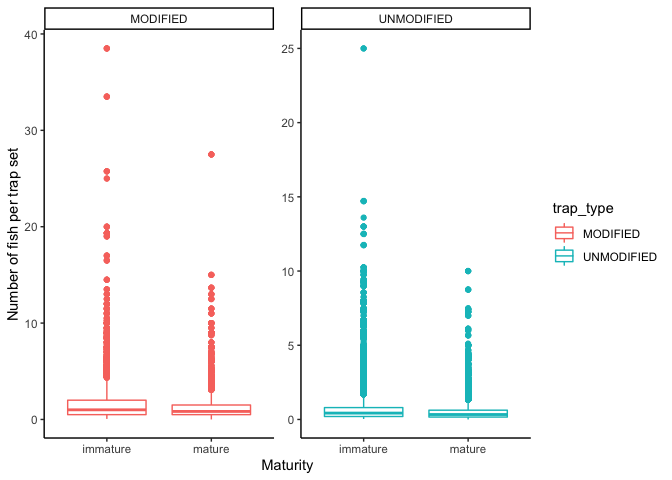 MODIFIED
UNMODIFIED
Number of fish per trap set
40
30
20
10
0
25
20
15
10
5
0
immature
mature
immature
mature
Maturity
trap_type
MODIFIED
UNMODIFIED